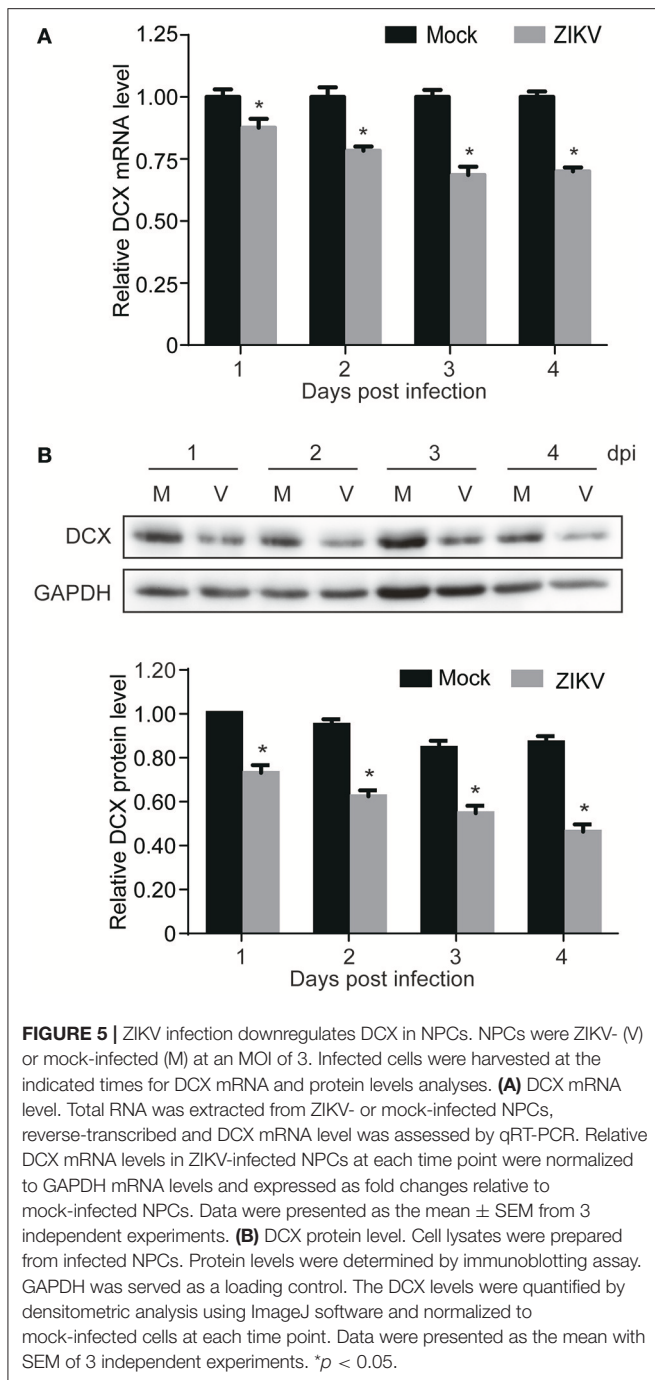 A
Mock ZIKV
1.25
1.00
0.75
0.50
0.25
0
Relative DCX mRNA level
* * * *
1 2 3 4
Days post infection
B
1 2 3 4 dpi
M V M V M V M V
DCX
GAPDH
Mock ZIKV
1.20
1.00
0.80
0.60
0.40
0.20
0
Relative DCX protein level
* * * *
1 2 3 4
Days post infection
FIGURE 5 | ZIKV infection downregulates DCX in NPCs. NPCs were ZIKV- (V)
or mock-infected (M) at an MOI of 3. Infected cells were harvested at the
indicated times for DCX mRNA and protein levels analyses. (A) DCX mRNA
level. Total RNA was extracted from ZIKV- or mock-infected NPCs,
reverse-transcribed and DCX mRNA level was assessed by qRT-PCR. Relative
DCX mRNA levels in ZIKV-infected NPCs at each time point were normalized
to GAPDH mRNA levels and expressed as fold changes relative to
mock-infected NPCs. Data were presented as the mean ± SEM from 3
independent experiments. (B) DCX protein level. Cell lysates were prepared
from infected NPCs. Protein levels were determined by immunoblotting assay.
GAPDH was served as a loading control. The DCX levels were quantified by
densitometric analysis using ImageJ software and normalized to
mock-infected cells at each time point. Data were presented as the mean with
SEM of 3 independent experiments. *p < 0.05.